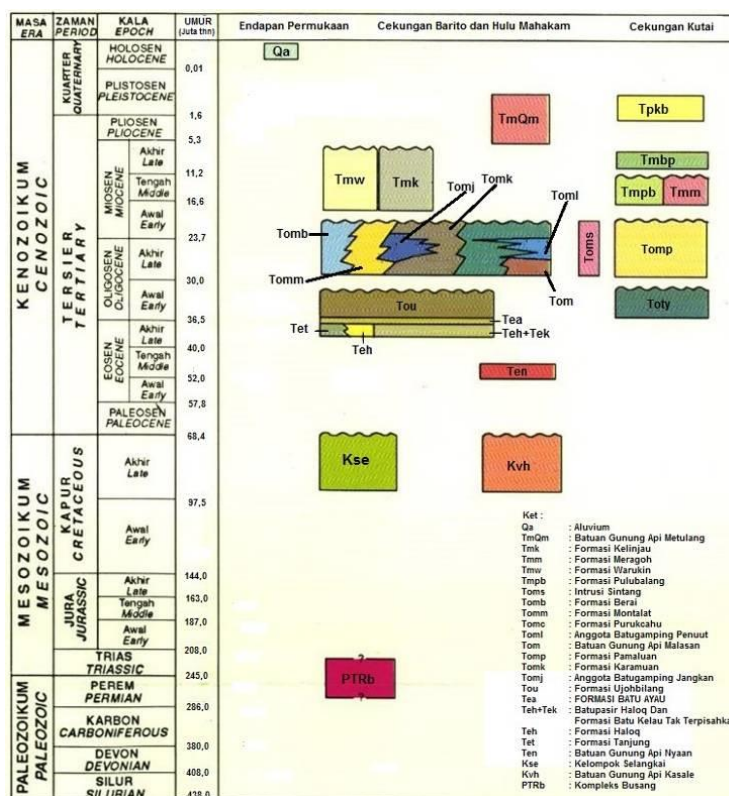 MASA ERA
ZAMAN PERIOD
KALA EPOCH
UMUR (Juta thn)
Endapan Permukaan
Cekungan Barito dan Hulu Mahakam
Cekungan Kutai
KENOZOIKUM CENOZOIC
KUARTER QUATERNARY
HOLOSEN
HOLOCENE
0,01
PLISTOSEN
PLEISTOCENE
1,6
TERSIER TERTIARY
PLIOSEN
PLIOCENE
5,3
MIOSEN MIOCENE
Akhir
Late
11,2
Tengah
Middle
16,6
Awal
Early
23,7
OLIGOSEN OLIGOCENE
Akhir
Late
30,0
Awal
Early
36,5
EOSEN EOCENE
Akhir
Late
40,0
Tengah
Middle
52,0
Awal
Early
57,8
PALEOSEN
PALEOCENE
68,4
MESOZOIKUM MESOZOIC
KAPUR CRETACEOUS
Akhir
Late
97,5
Awal
Early
144,0
JURA JURASSIC
Akhir
Late
163,0
Tengah
Middle
187,0
Awal
Early
208,0
TRIAS
TRIASSIC
245,0
PALEOZOIKUM PALEOZOIC
PEREM
PERMIAN
286,0
KARBON
CARBONIFEROUS
380,0
DEVON
DEVONIAN
408,0
SILUR
SILURIAN
438,0
Qa
TmQm
Tpkb
Tmbp
Tmw
Tmk
Tomj
Tomk
Toml
Tmpb
Tmm
Tomb
Toms
Tomp
Tomm
Tom
Tou
Toty
Tea
Tet
Teh
Teh+Tek
Ten
Kse
Kvh
?
PTRb
?
Ket :
Qa : Aluvium
TmQm : Batuan Gunung Api Metulang
Tmk : Formasi Kelinjau
Tmm : Formasi Meragoh
Tmw : Formasi Warukin
Tmpb : Formasi Pulubalang
Toms : Intrusi Sintang
Tomb : Formasi Berai
Tomm : Formasi Montalat
Tomc : Formasi Purukcahu
Toml : Anggota Batugamping Penuut
Tom : Batuan Gunung Api Malasan
Tomp : Formasi Pamaluan
Tomk : Formasi Karamuan
Tomj : Anggota Batugamping Jangkan
Tou : Formasi Ujohbilang
Tea : FORMASI BATU AYAU
Teh+Tek : Batupasir Haloq Dan
Formasi Batu Kelau Tak Terpisahka
Teh : Formasi Haloq
Tet : Formasi Tanjung
Ten : Batuan Gunung Api Nyaan
Kse : Kelompok Selangkai
Kvh : Batuan Gunung Api Kasale
PTRb : Kompleks Busang